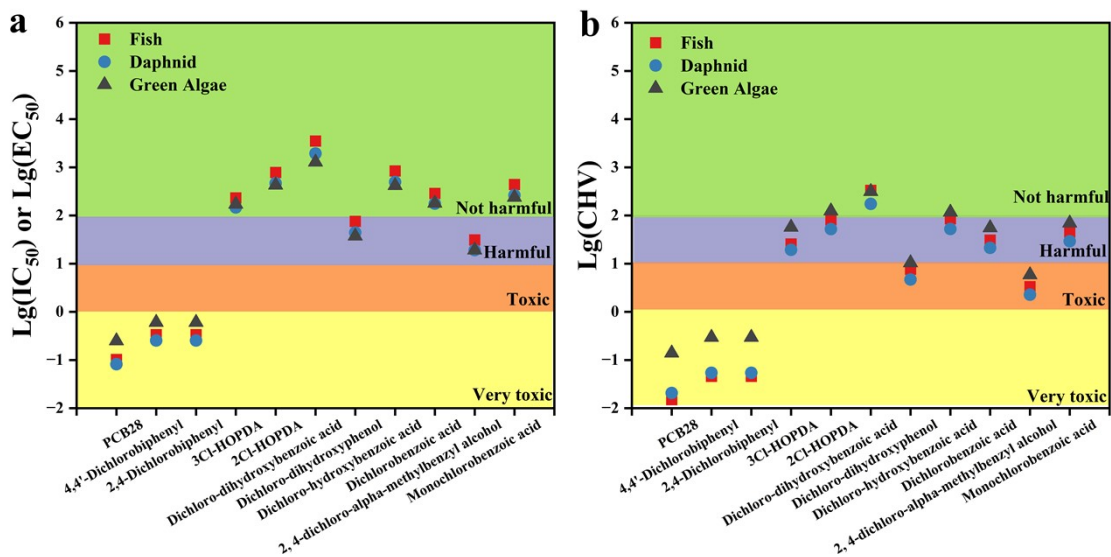 a
Lg(IC50) or Lg(EC50)
6
5
4
3
2
1
0
−1
−2
Fish
Daphnid
Green Algae
Not harmful
Harmful
Toxic
Very toxic
PCB28
4,4'-Dichlorobiphenyl
2,4-Dichlorobiphenyl
3Cl-HOPDA
2Cl-HOPDA
Dichloro-dihydroxybenzoic acid
Dichloro-dihydroxyphenol
Dichloro-hydroxybenzoic acid
Dichlorobenzoic acid
2, 4-dichloro-alpha-methylbenzyl alcohol
Monochlorobenzoic acid
b
Lg(CHV)
6
5
4
3
2
1
0
−1
−2
Fish
Daphnid
Green Algae
Not harmful
Harmful
Toxic
Very toxic
PCB28
4,4'-Dichlorobiphenyl
2,4-Dichlorobiphenyl
3Cl-HOPDA
2Cl-HOPDA
Dichloro-dihydroxybenzoic acid
Dichloro-dihydroxyphenol
Dichloro-hydroxybenzoic acid
Dichlorobenzoic acid
2, 4-dichloro-alpha-methylbenzyl alcohol
Monochlorobenzoic acid